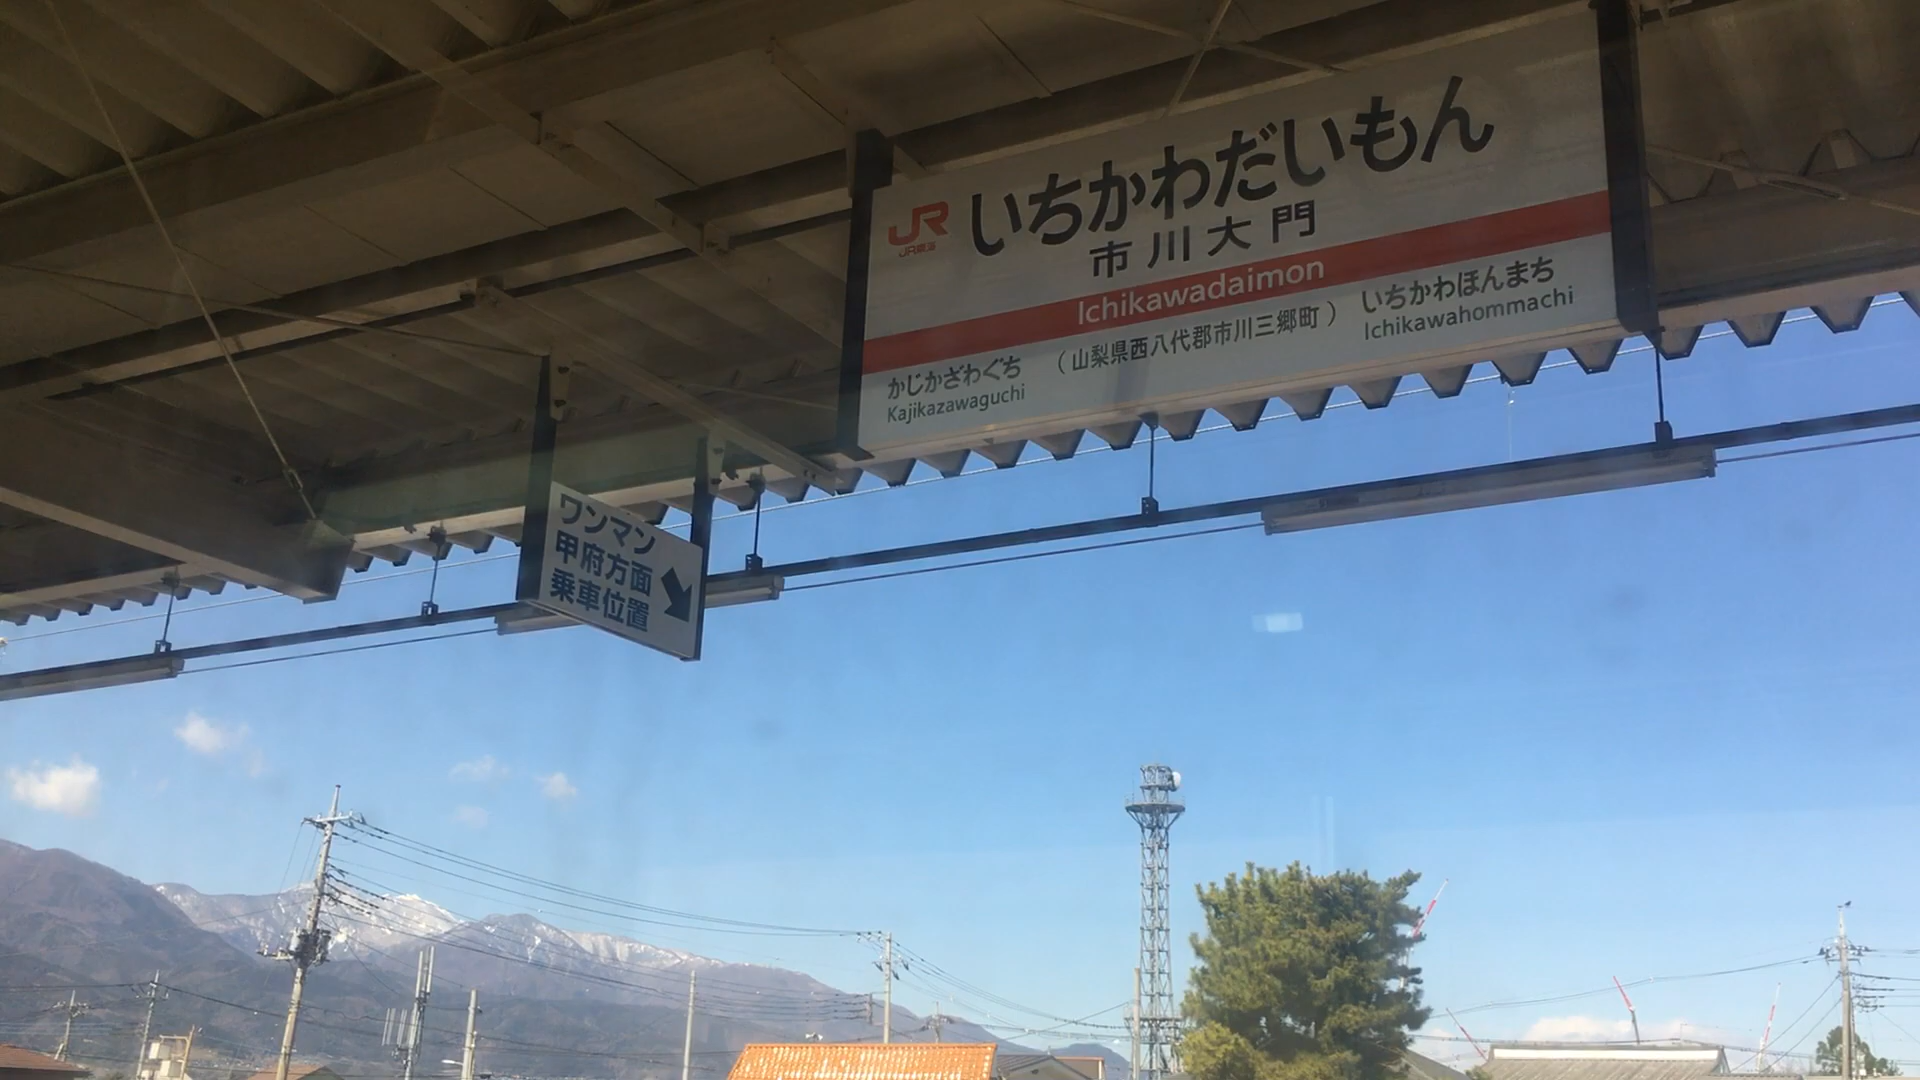 いちかわだいもん
JR
JR東海
市川大門
Ichikawadaimon
かじかざわぐち
Kajikazawaguchi
(山梨県西八代郡市川三郷町)
いちかわほんまち
Ichikawahommachi
ワンマン
甲府方面
乗車位置